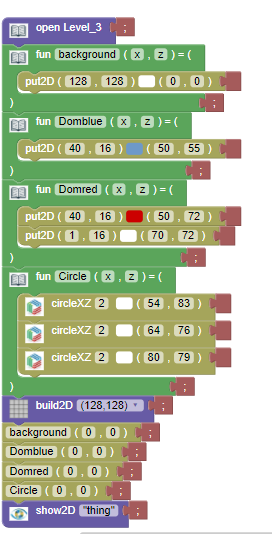 open Level_3 ;
fun background ( x , z ) = (
put2D ( 128 , 128 ) ( 0 , 0 )
) ;
fun Domblue ( x , z ) = (
put2D ( 40 , 16 ) ( 50 , 55 )
) ;
fun Domred ( x , z ) = (
put2D ( 40 , 16 ) ( 50 , 72 )
put2D ( 1 , 16 ) ( 70 , 72 ) ;
) ;
fun Circle ( x , z ) = (
circleXZ 2 ( 54 , 83 )
circleXZ 2 ( 64 , 76 )
circleXZ 2 ( 80 , 79 )
) ;
build2D (128,128) ;
background ( 0 , 0 ) ;
Domblue ( 0 , 0 ) ;
Domred ( 0 , 0 ) ;
Circle ( 0 , 0 ) ;
show2D "thing" ;